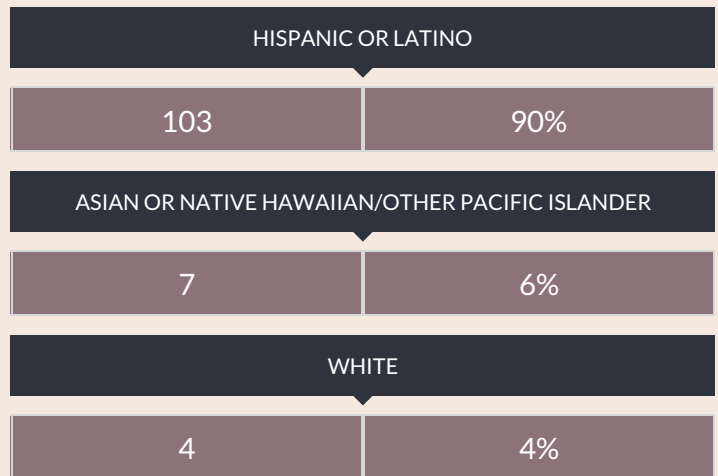 HISPANIC OR LATINO
103 90%
ASIAN OR NATIVE HAWAIIAN/OTHER PACIFIC ISLANDER
7 6%
WHITE
4 4%